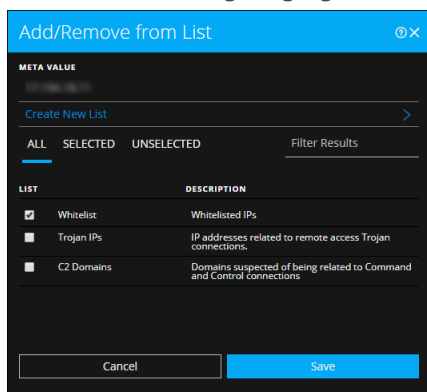 Add/Remove from List
META VALUE
Create New List
ALL SELECTED UNSELECTED Filter Results
LIST DESCRIPTION
Whitelist Whitelisted IPs
Trojan IPs IP addresses related to remote access Trojan
connections.
C2 Domains Domains suspected of being related to Command
and Control connections
Cancel Save